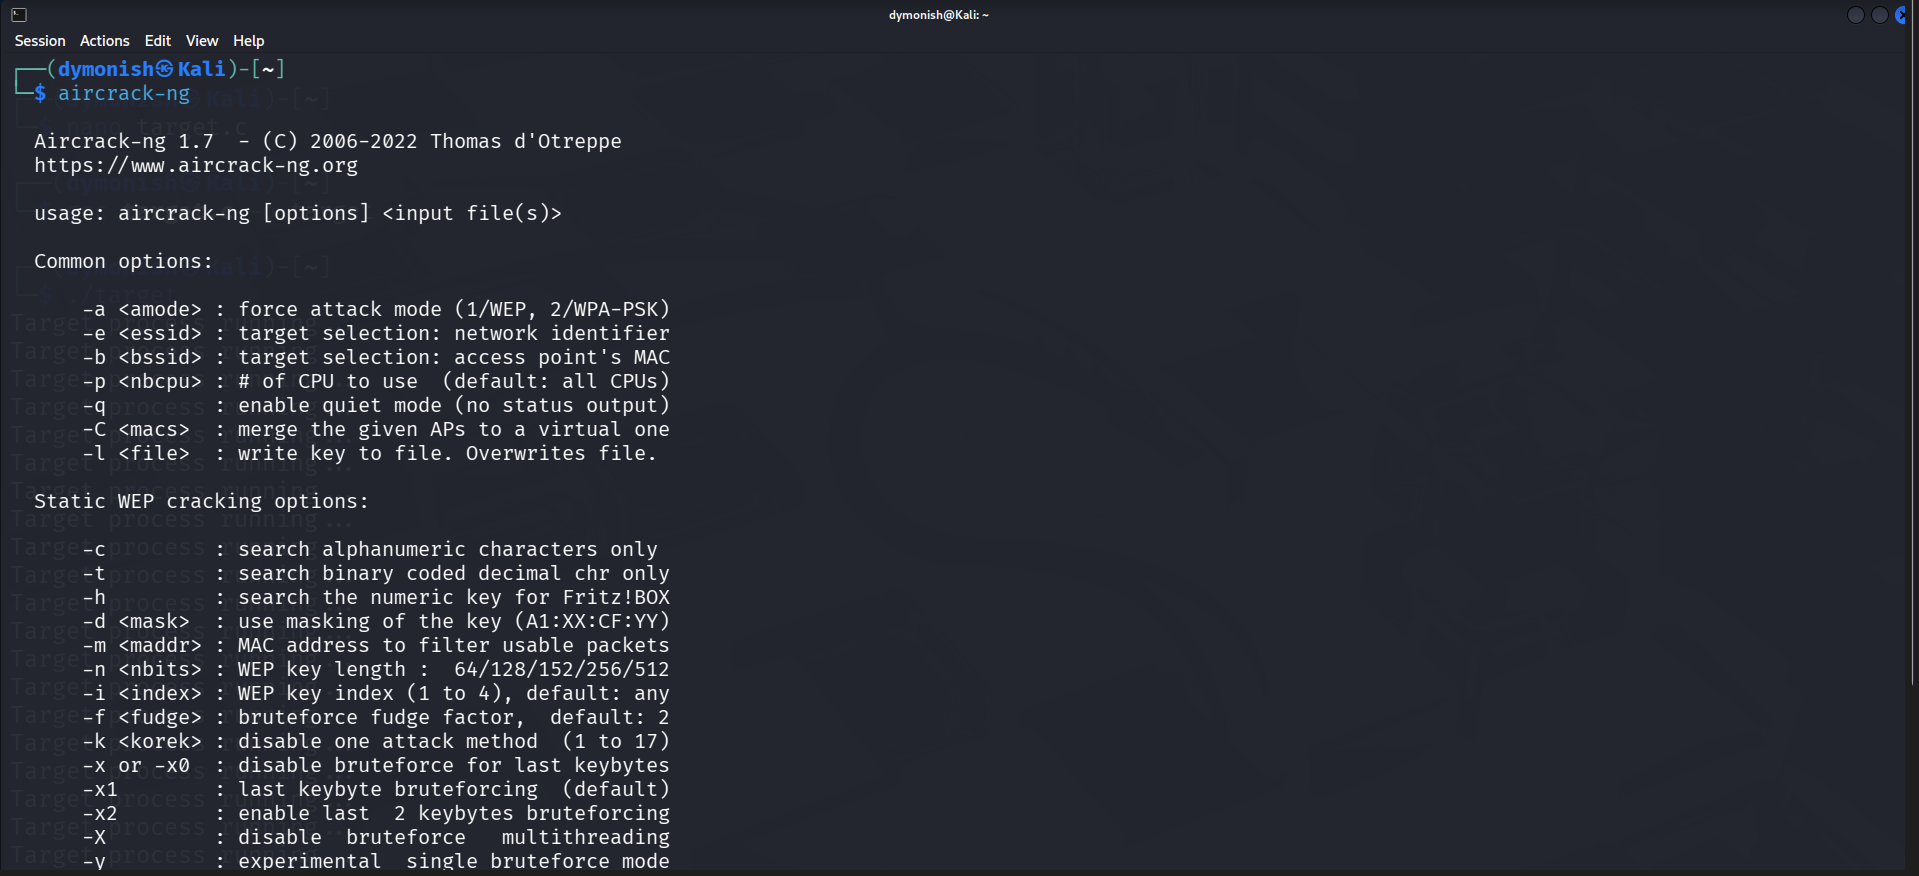 dymonish@Kali: ~
Session Actions Edit View Help
┌──(dymonish㉿Kali)-[~]
└─$ aircrack-ng
Aircrack-ng 1.7  - (C) 2006-2022 Thomas d'Otreppe
https://www.aircrack-ng.org
usage: aircrack-ng [options] <input file(s)>
Common options:
-a <amode> : force attack mode (1/WEP, 2/WPA-PSK)
-e <essid> : target selection: network identifier
-b <bssid> : target selection: access point's MAC
-p <nbcpu> : # of CPU to use  (default: all CPUs)
-q         : enable quiet mode (no status output)
-C <macs>  : merge the given APs to a virtual one
-l <file>  : write key to file. Overwrites file.
Static WEP cracking options:
-c         : search alphanumeric characters only
-t         : search binary coded decimal chr only
-h         : search the numeric key for Fritz!BOX
-d <mask>  : use masking of the key (A1:XX:CF:YY)
-m <maddr> : MAC address to filter usable packets
-n <nbits> : WEP key length :  64/128/152/256/512
-i <index> : WEP key index (1 to 4), default: any
-f <fudge> : bruteforce fudge factor,  default: 2
-k <korek> : disable one attack method  (1 to 17)
-x or -x0  : disable bruteforce for last keybytes
-x1        : last keybyte bruteforcing  (default)
-x2        : enable last  2 keybytes bruteforcing
-X         : disable  bruteforce   multithreading
-y         : experimental  single bruteforce mode